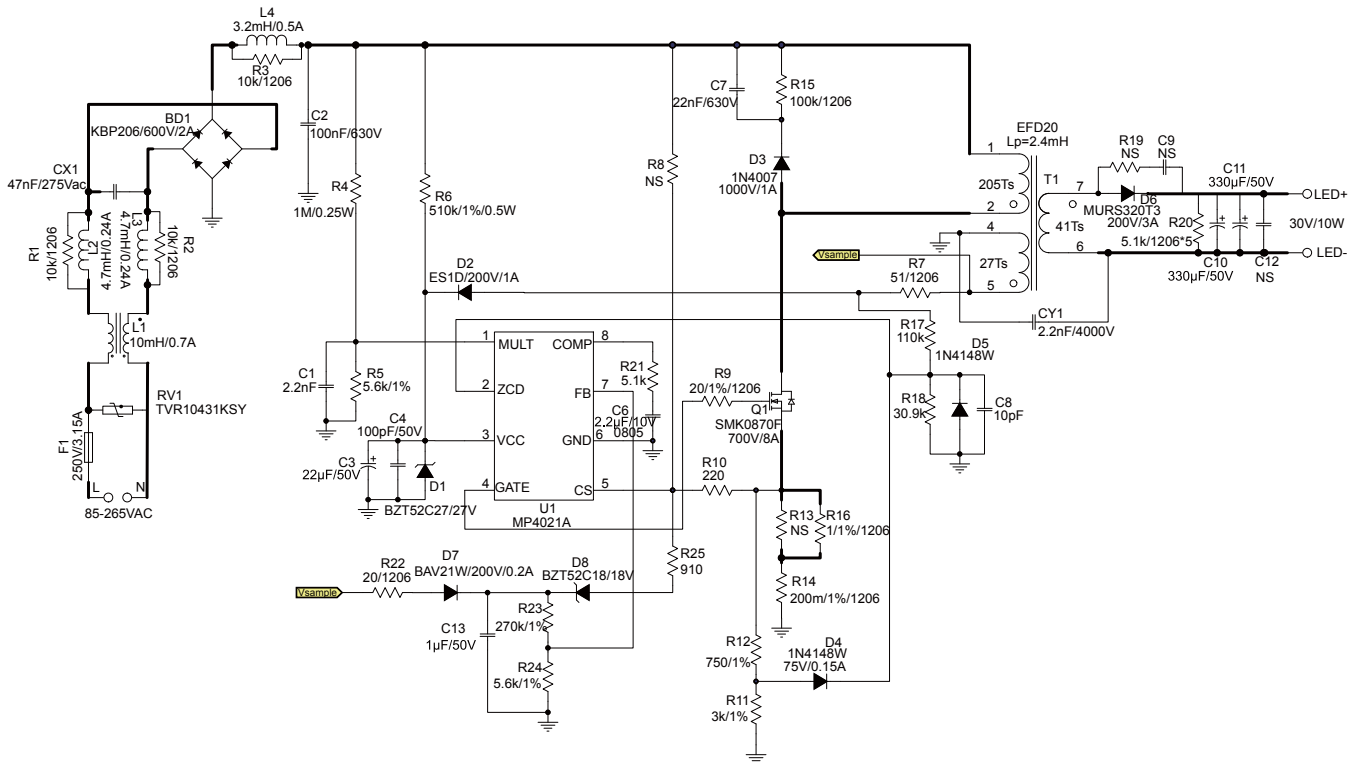 L4
3.2mH/0.5A
R3
10k/1206
BD1
KBP206/600V/2A
CX1
47nF/275Vac
R1
10k/1206
L2
4.7mH/0.24A
L3
4.7mH/0.24A
R2
10k/1206
L1
10mH/0.7A
RV1
TVR10431KSY
F1
250V/3.15A
L
N
85-265VAC
C2
100nF/630V
R4
1M/0.25W
R6
510k/1%/0.5W
D2
ES1D/200V/1A
C1
2.2nF
R5
5.6k/1%
C4
100pF/50V
C3
+
22µF/50V
D1
BZT52C27/27V
1
MULT
2
ZCD
3
VCC
4
GATE
COMP
8
FB
7
GND
6
CS
5
U1
MP4021A
R21
5.1k
C6
2.2µF/10V
0805
R8
NS
C7
22nF/630V
R15
100k/1206
D3
1N4007
1000V/1A
R9
20/1%/1206
Q1
SMK0870F
700V/8A
R10
220
R13
NS
R16
1/1%/1206
R14
200m/1%/1206
R25
910
R12
750/1%
R11
3k/1%
D4
1N4148W
75V/0.15A
Vsample
R22
20/1206
D7
BAV21W/200V/0.2A
D8
BZT52C18/18V
C13
1µF/50V
R23
270k/1%
R24
5.6k/1%
Vsample
R7
51/1206
R17
110k
D5
1N4148W
R18
30.9k
C8
10pF
EFD20
Lp=2.4mH
1
205Ts
2
4
27Ts
5
T1
7
41Ts
6
CY1
2.2nF/4000V
R19
NS
C9
NS
D6
MURS320T3
200V/3A
R20
5.1k/1206*5
C11
330µF/50V
+
+
C10
330µF/50V
C12
NS
LED+
30V/10W
LED-